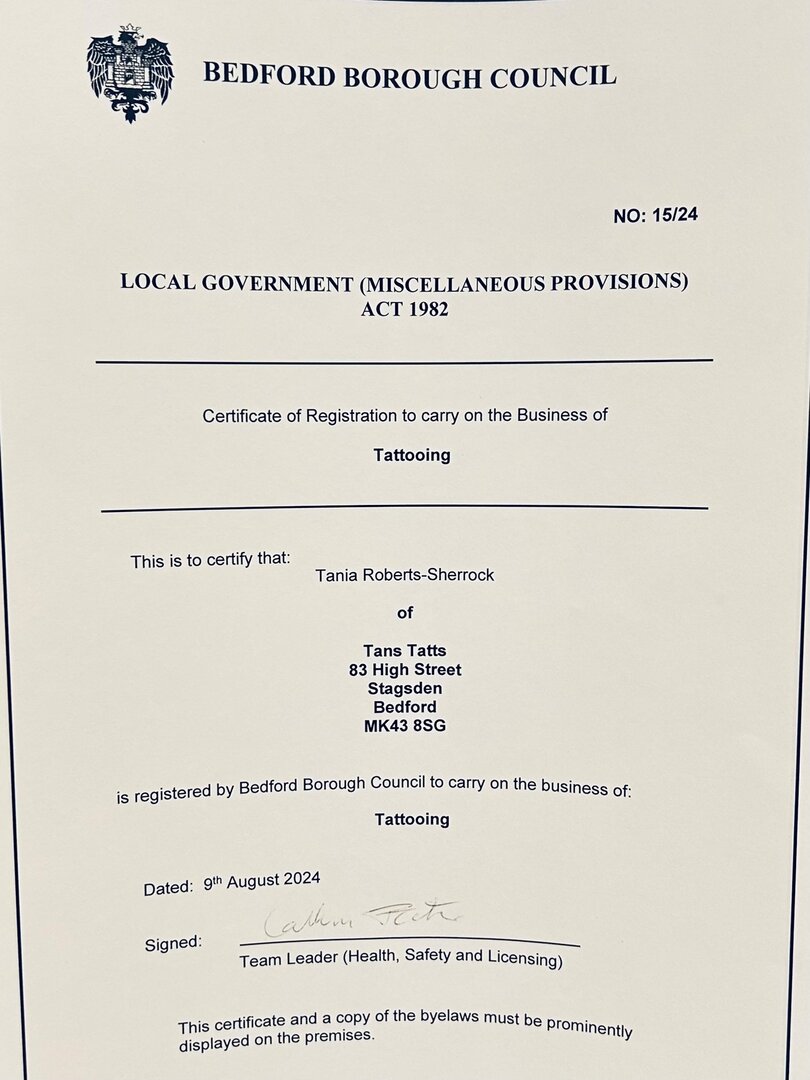 BEDFORD BOROUGH COUNCIL
NO: 15/24
LOCAL GOVERNMENT (MISCELLANEOUS PROVISIONS)
ACT 1982
Certificate of Registration to carry on the Business of
Tattooing
This is to certify that:
Tania Roberts-Sherrock
of
Tans Tatts
83 High Street
Stagsden
Bedford
MK43 8SG
is registered by Bedford Borough Council to carry on the business of:
Tattooing
Dated: 9th August 2024
Signed:
Team Leader (Health, Safety and Licensing)
This certificate and a copy of the byelaws must be prominently
displayed on the premises.